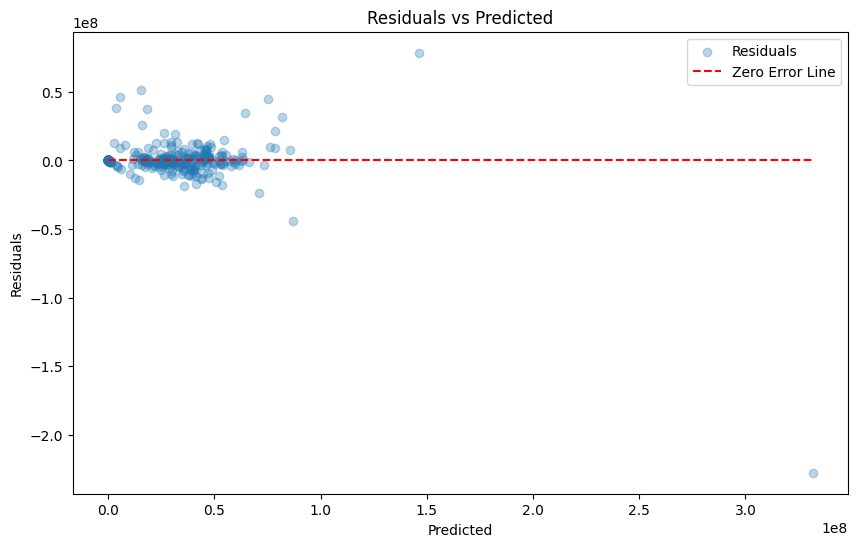 Residuals vs Predicted
1e8
Residuals
Zero Error Line
0.5
0.0
−0.5
−1.0
−1.5
−2.0
Residuals
0.0 0.5 1.0 1.5 2.0 2.5 3.0
1e8
Predicted